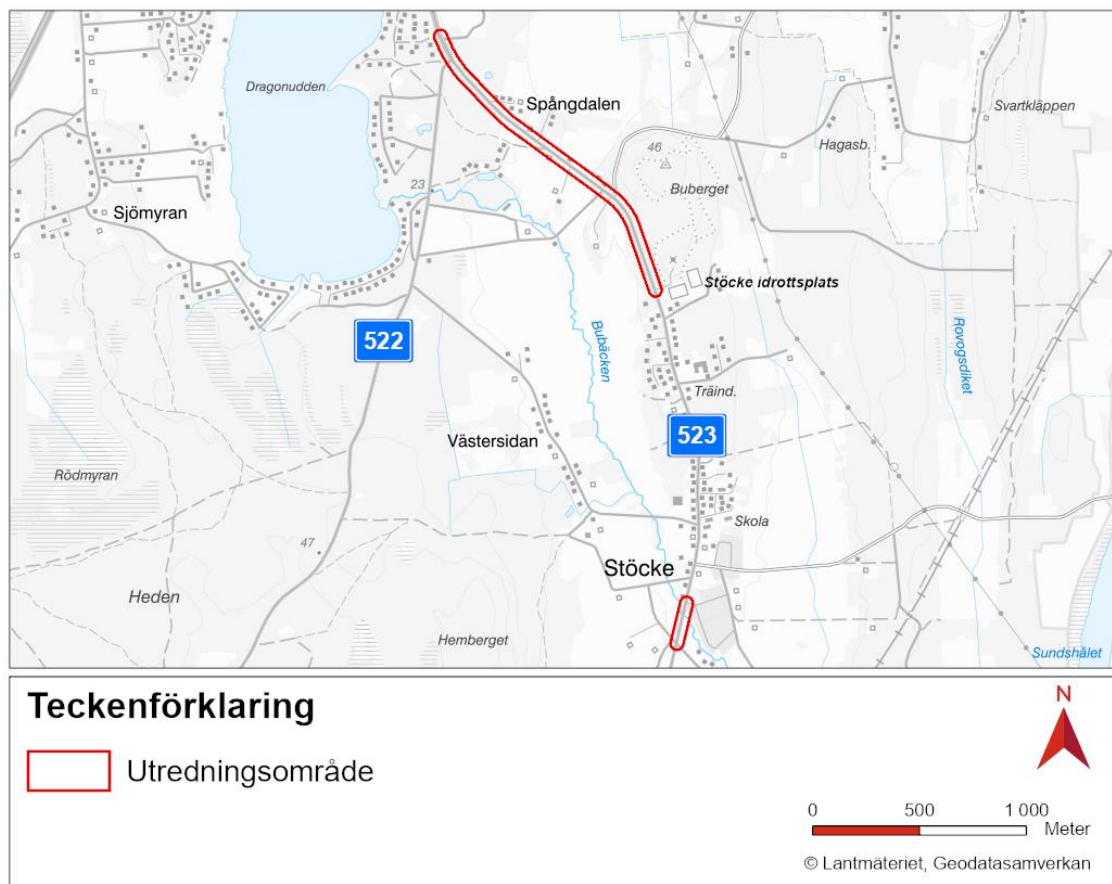 Dragonudden
Spångdalen
Svartkläppen
46
Hagasb.
Buberget
23
Sjömyran
Stöcke idrottsplats
522
Bubäcken
Rovogsdiket
Träind.
523
Västersidan
Rödmyran
Skola
47
Stöcke
Heden
Hemberget
Sundshålet
Teckenförklaring
N
Utredningsområde
0 500 1 000
Meter
© Lantmäteriet, Geodatasamverkan